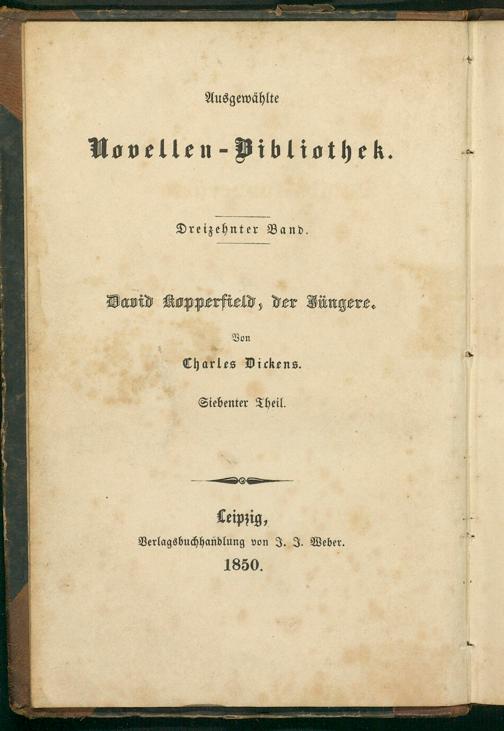 Ausgewählte
Novellen-Bibliothek.
Dreizehnter Band.
David Kopperfield, der Jüngere.
Von
Charles Dickens.
Siebenter Theil.
Leipzig,
Verlagsbuchhandlung von J. J. Weber.
1850.